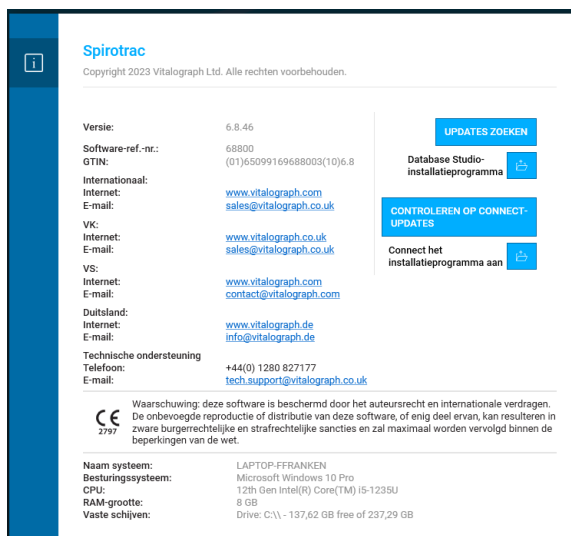 Spirotrac
Copyright 2023 Vitalograph Ltd. Alle rechten voorbehouden.
Versie: 6.8.46
UPDATES ZOEKEN
Software-ref.-nr.: 68800
GTIN: (01)65099169688003(10)6.8
Database Studio-
installatieprogramma
Internationaal:
Internet: www.vitalograph.com
E-mail: sales@vitalograph.co.uk
CONTROLEREN OP CONNECT-
UPDATES
VK:
Internet: www.vitalograph.co.uk
E-mail: sales@vitalograph.co.uk
Connect het
installatieprogramma aan
VS:
Internet: www.vitalograph.com
E-mail: contact@vitalograph.com
Duitsland:
Internet: www.vitalograph.de
E-mail: info@vitalograph.de
Technische ondersteuning
Telefoon: +44(0) 1280 827177
E-mail: tech.support@vitalograph.co.uk
CE
2797
Waarschuwing: deze software is beschermd door het auteursrecht en internationale verdragen.
De onbevoegde reproductie of distributie van deze software, of enig deel ervan, kan resulteren in
zware burgerrechtelijke en strafrechtelijke sancties en zal maximaal worden vervolgd binnen de
beperkingen van de wet.
Naam systeem: LAPTOP-FFRANKEN
Besturingssysteem: Microsoft Windows 10 Pro
CPU: 12th Gen Intel(R) Core(TM) i5-
1235U
RAM-grootte: 8 GB
Vaste schijven: Drive: C:\\ - 137,62 GB free of
237,29 GB